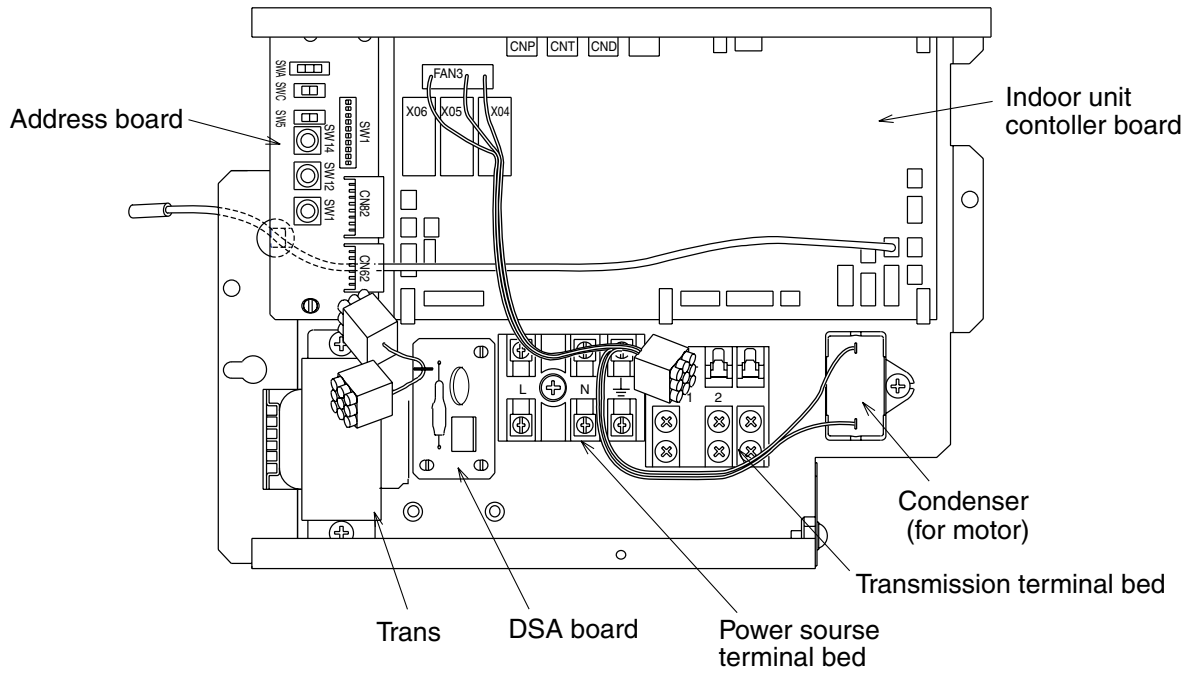 CNP CNT CND
FAN3
X06 X05 X04
SWA
SWC
SW5
SW14
SW12
SW1
SW1
CN82
CN62
Address board
Indoor unit
contoller board
L N
1 2
Condenser
(for motor)
Transmission terminal bed
Trans
DSA board
Power sourse
terminal bed